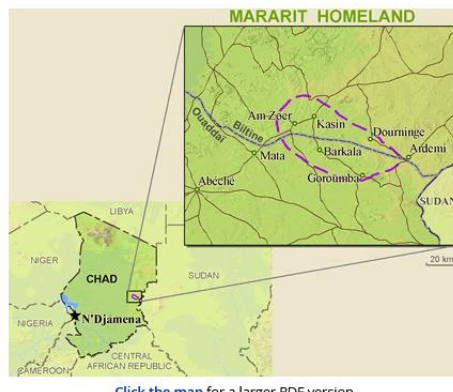 MARARIT HOMELAND
Am Zoer
Kasin
Ouaddai
Biltine
Dourninge
Mata
Barkala
Ardemi
Abéché
Goroumba
SUDAN
20 km
LIBYA
NIGER
CHAD
SUDAN
N'Djamena
NIGERIA
CENTRAL
AFRICAN REPUBLIC
CAMEROON
Click the map for a larger PDF version